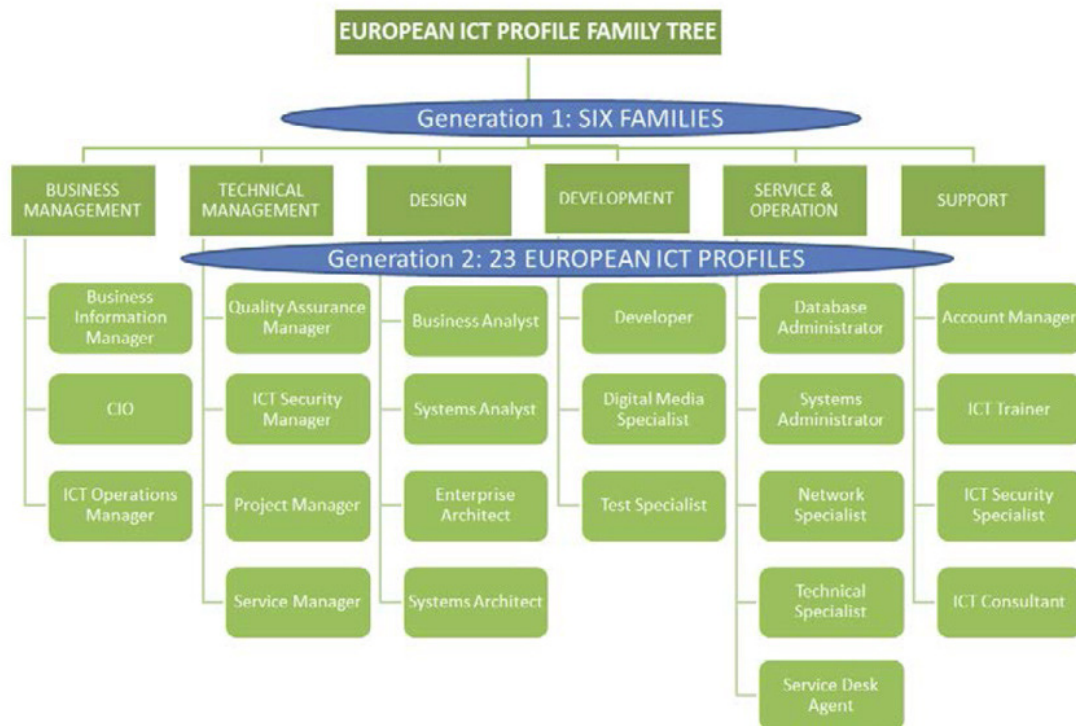 EUROPEAN ICT PROFILE FAMILY TREE
Generation 1: SIX FAMILIES
BUSINESS
MANAGEMENT
TECHNICAL
MANAGEMENT
DESIGN
DEVELOPMENT
SERVICE &
OPERATION
SUPPORT
Generation 2: 23 EUROPEAN ICT PROFILES
Business
Information
Manager
Quality Assurance
Manager
Business Analyst
Developer
Database
Administrator
Account Manager
CIO
ICT Security
Manager
Systems Analyst
Digital Media
Specialist
Systems
Administrator
ICT Trainer
ICT Operations
Manager
Project Manager
Enterprise
Architect
Test Specialist
Network
Specialist
ICT Security
Specialist
Service Manager
Systems Architect
Technical
Specialist
ICT Consultant
Service Desk
Agent